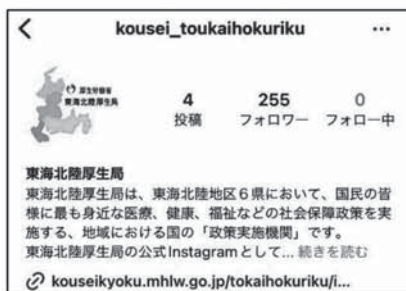 kousei_toukaihokuriku
厚生労働省
東海北陸厚生局
4 255 0
投稿 フォロワー フォロー中
東海北陸厚生局
東海北陸厚生局は、東海北陸地区6県において、国民の皆
様に最も身近な医療、健康、福祉などの社会保障政策を実
施する、地域における国の「政策実施機関」です。
東海北陸厚生局の公式Instagramとして... 続きを読む
kouseikyoku.mhlw.go.jp/tokaihokuriku/i...